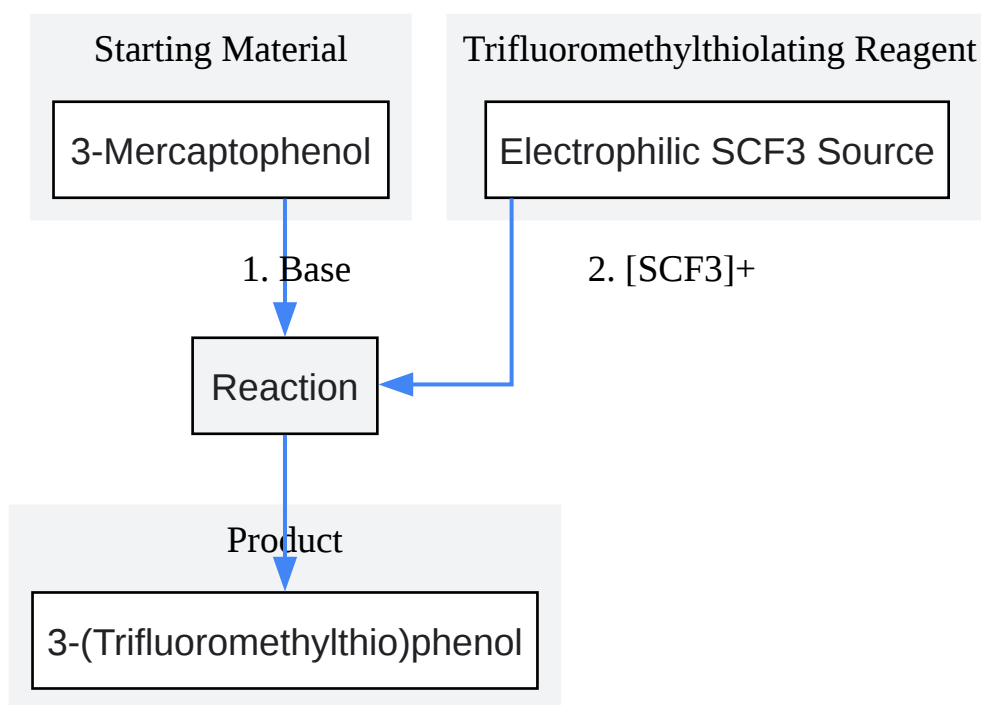 Starting Material
Trifluoromethylthiolating Reagent
3-Mercaptophenol
Electrophilic SCF3 Source
1. Base
2. [SCF3]+
Reaction
Product
3-(Trifluoromethylthio)phenol